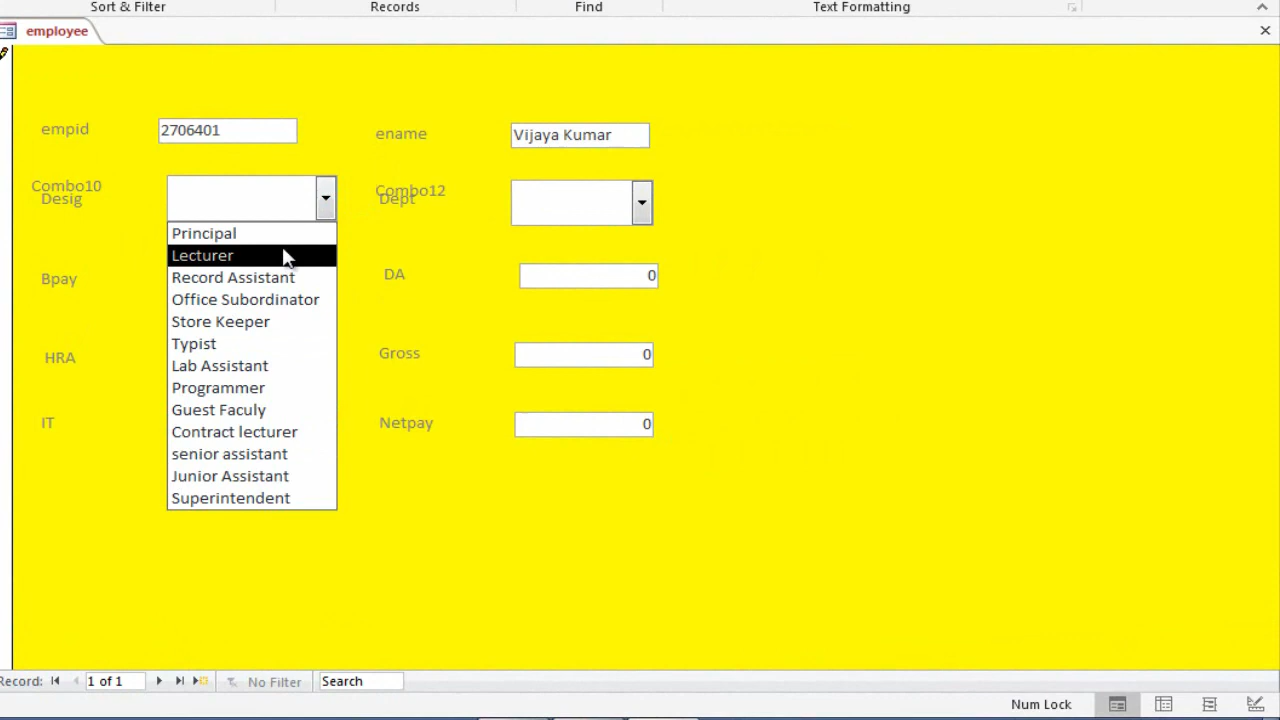 Sort & Filter Records Find Text Formatting
employee
empid 2706401 ename Vijaya Kumar
Combo10 Combo12
Desig Dept
Principal
Lecturer
Record Assistant
Office Subordinator
Store Keeper
Typist
Lab Assistant
Programmer
Guest Faculy
Contract lecturer
senior assistant
Junior Assistant
Superintendent
Bpay DA 0
HRA Gross 0
IT Netpay 0
Record: 1 of 1 No Filter Search
Num Lock